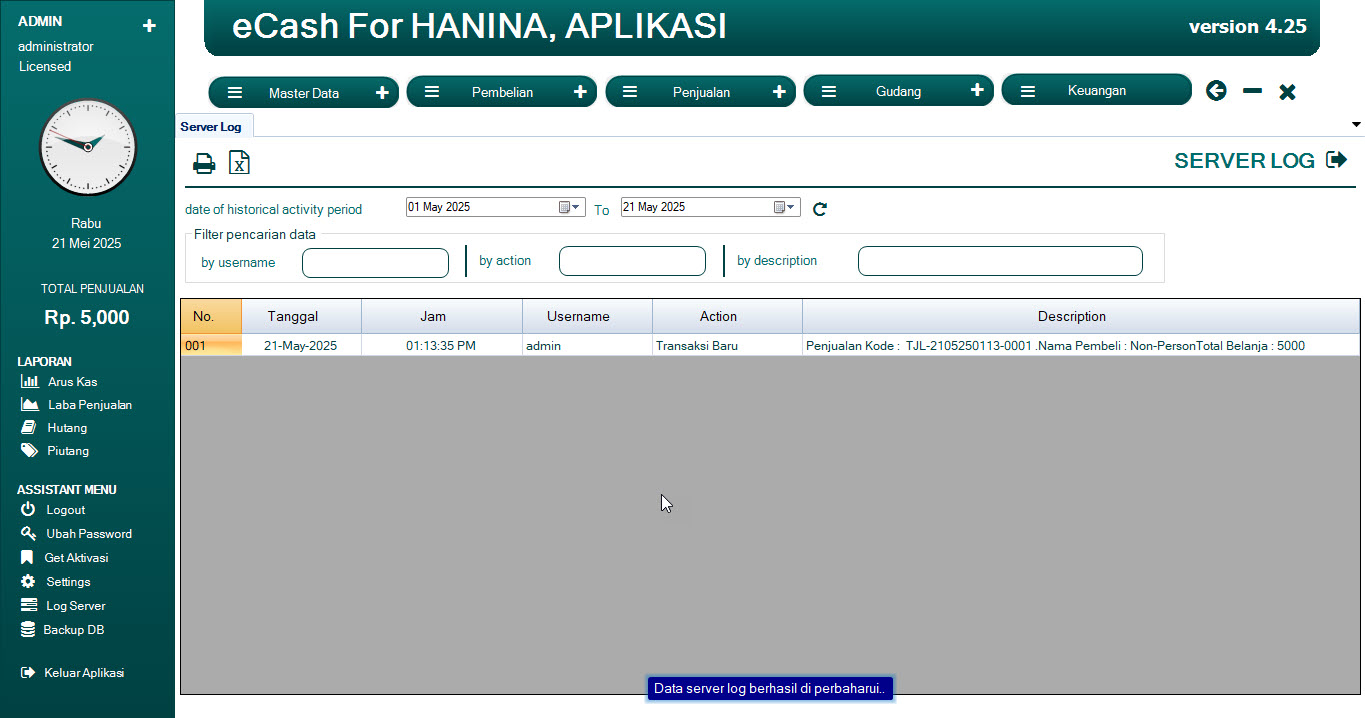 ADMIN
administrator
Licensed
Rabu
21 Mei 2025
TOTAL PENJUALAN
Rp. 5,000
LAPORAN
Arus Kas
Laba Penjualan
Hutang
Piutang
ASSISTANT MENU
Logout
Ubah Password
Get Aktivasi
Settings
Log Server
Backup DB
Keluar Aplikasi
eCash For HANINA, APLIKASI
version 4.25
Master Data
Pembelian
Penjualan
Gudang
Keuangan
Server Log
SERVER LOG
date of historical activity period 01 May 2025 To 21 May 2025
Filter pencarian data
by username by action by description
No. Tanggal Jam Username Action Description
001 21-May-2025 01:13:35 PM admin Transaksi Baru Penjualan Kode : TJL-2105250113-0001 .Nama Pembeli : Non-PersonTotal Belanja : 5000
Data server log berhasil di perbaharui..